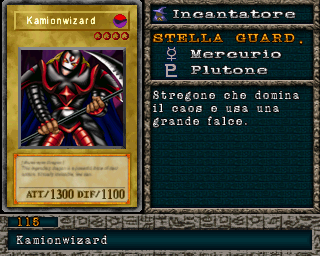 Kamionwizard
ATT/1300 DIF/1100
Incantatore
STELLA GUARD.
Mercurio
Plutone
Stregone che domina
il caos e usa una
grande falce.
115
Kamionwizard